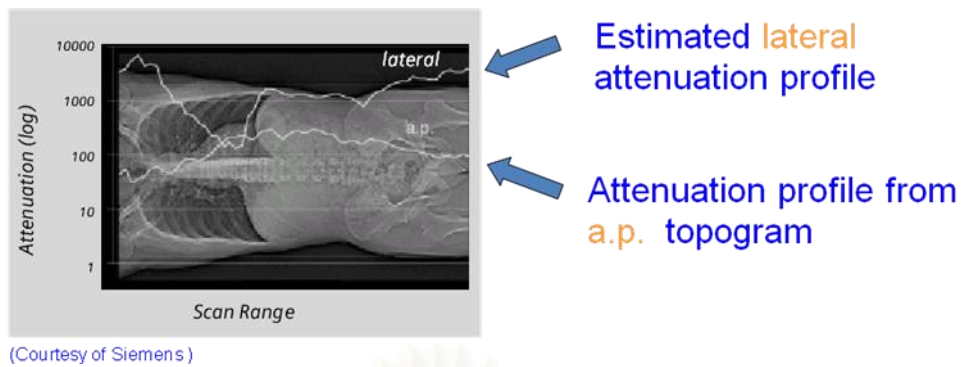 10000
1000
100
10
1
Attenuation (log)
lateral
a.p.
Scan Range
(Courtesy of Siemens )
Estimated lateral
attenuation profile
Attenuation profile from
a.p. topogram